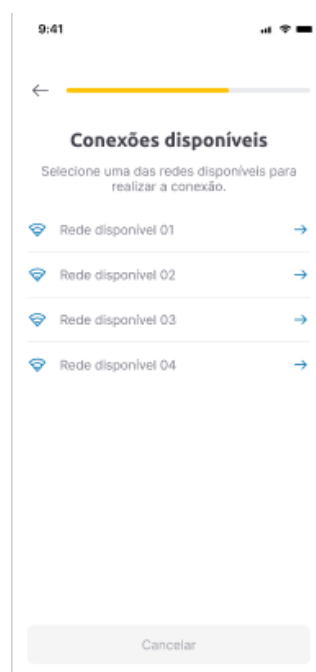 9:41
Conexões disponíveis
Selecione uma das redes disponíveis para
realizar a conexão.
Rede disponível 01
Rede disponível 02
Rede disponível 03
Rede disponível 04
Cancelar